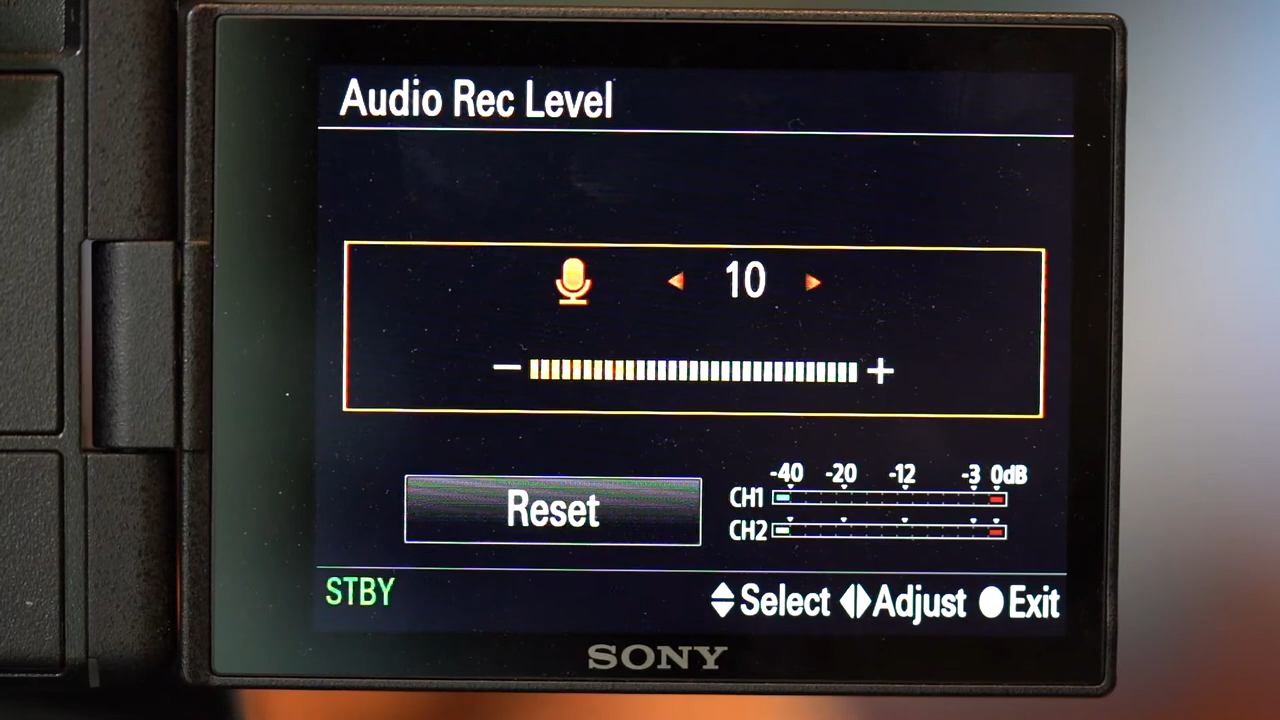 Audio Rec Level
10
-40 -20 -12 -3 0dB
CH1
Reset
CH2
STBY Select Adjust Exit
SONY